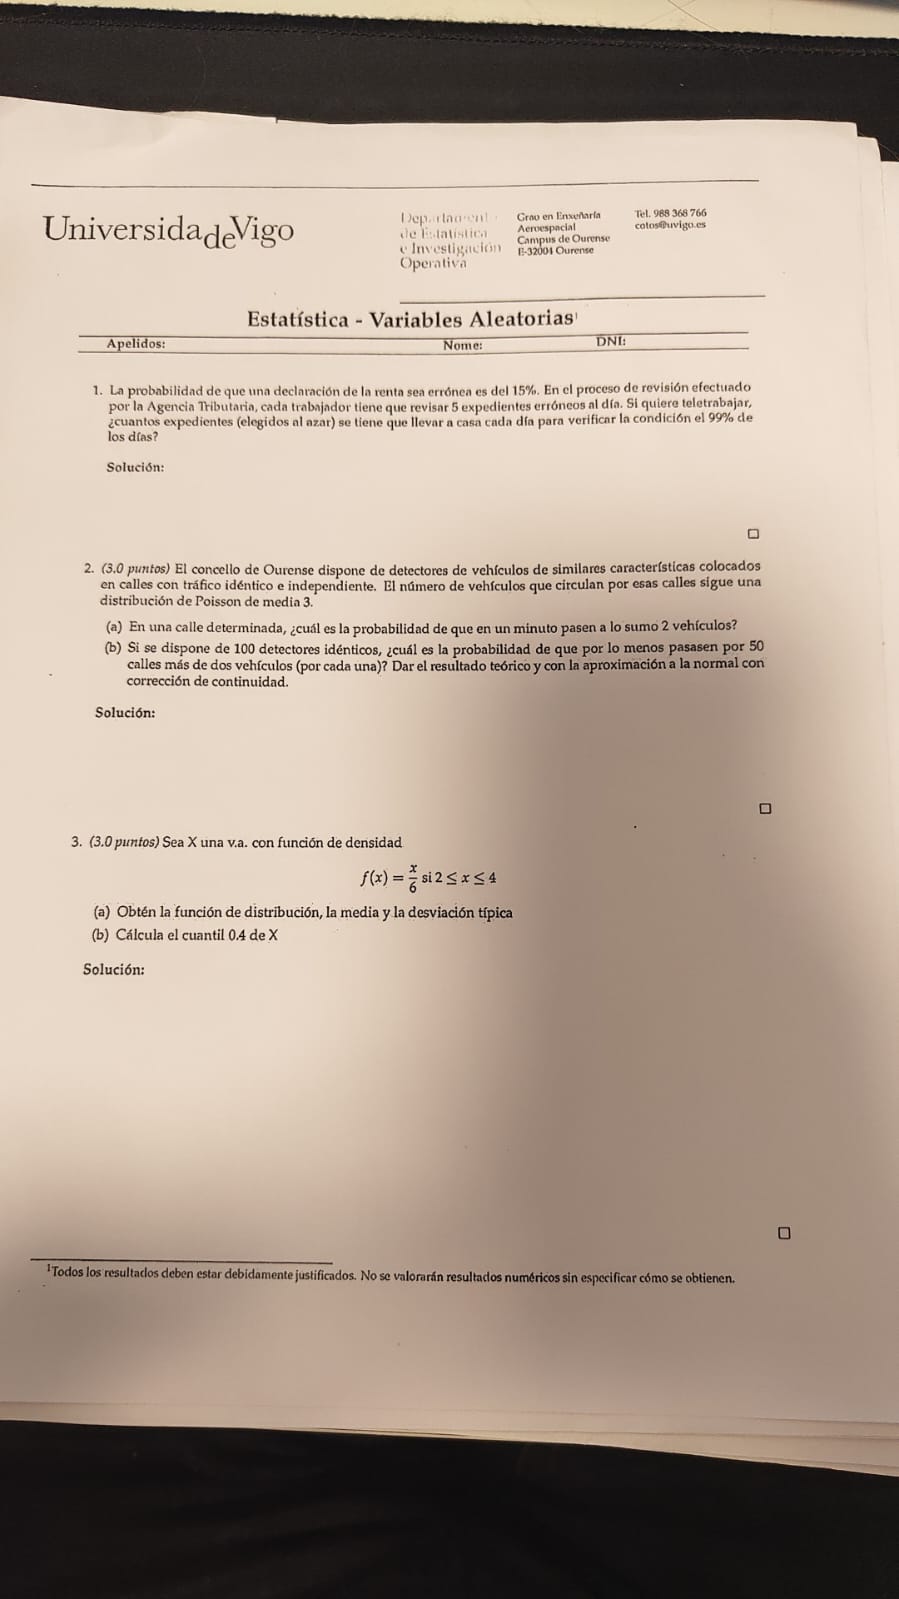 UniversidadeVigo
Departament
de Estatística
e Investigación
Operativa
Grao en Enxeñaría
Aeroespacial
Campus de Ourense
E-32004 Ourense
Tel. 988 368 766
cotos@uvigo.es
Estatística - Variables Aleatorias¹
Apelidos: Nome: DNI:
1. La probabilidad de que una declaración de la renta sea errónea es del 15%. En el proceso de revisión efectuado
por la Agencia Tributaria, cada trabajador tiene que revisar 5 expedientes erróneos al día. Si quiere teletrabajar,
¿cuantos expedientes (elegidos al azar) se tiene que llevar a casa cada día para verificar la condición el 99% de
los días?
Solución:
2. (3.0 puntos) El concello de Ourense dispone de detectores de vehículos de similares características colocados
en calles con tráfico idéntico e independiente. El número de vehículos que circulan por esas calles sigue una
distribución de Poisson de media 3.
(a) En una calle determinada, ¿cuál es la probabilidad de que en un minuto pasen a lo sumo 2 vehículos?
(b) Si se dispone de 100 detectores idénticos, ¿cuál es la probabilidad de que por lo menos pasasen por 50
calles más de dos vehículos (por cada una)? Dar el resultado teórico y con la aproximación a la normal con
corrección de continuidad.
Solución:
3. (3.0 puntos) Sea X una v.a. con función de densidad
f(x) = x/6 si 2 ≤ x ≤ 4
(a) Obtén la función de distribución, la media y la desviación típica
(b) Cálcula el cuantil 0.4 de X
Solución:
¹Todos los resultados deben estar debidamente justificados. No se valorarán resultados numéricos sin especificar cómo se obtienen.